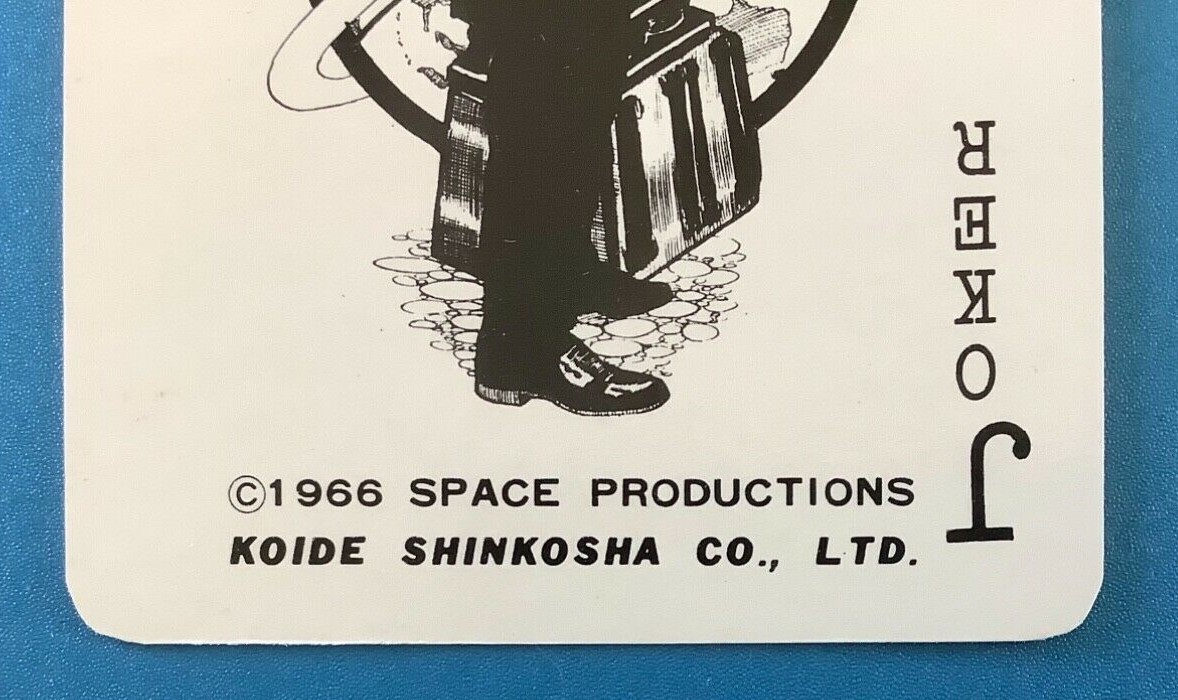 JOKER
©1966 SPACE PRODUCTIONS
KOIDE SHINKOSHA CO., LTD.